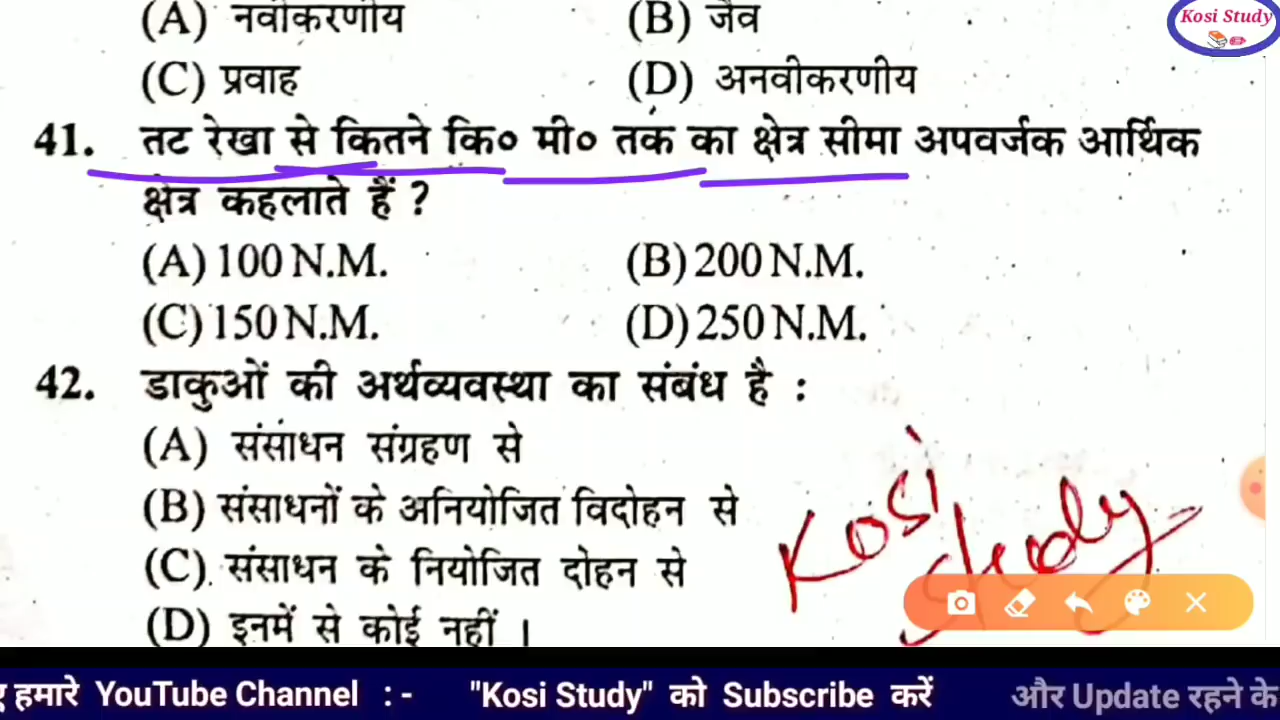 (A) नवीकरणीय (B) जैव
Kosi Study
(C) प्रवाह (D) अनवीकरणीय
41. तट रेखा से कितने कि० मी० तक का क्षेत्र सीमा अपवर्जक आर्थिक
क्षेत्र कहलाते हैं ?
(A) 100 N.M. (B) 200 N.M.
(C) 150 N.M. (D) 250 N.M.
42. डाकुओं की अर्थव्यवस्था का संबंध है :
(A) संसाधन संग्रहण से
(B) संसाधनों के अनियोजित विदोहन से
(C) संसाधन के नियोजित दोहन से
(D) इनमें से कोई नहीं ।
Kosi
Study
हमारे YouTube Channel : - "Kosi Study" को Subscribe करें और Update रहने के